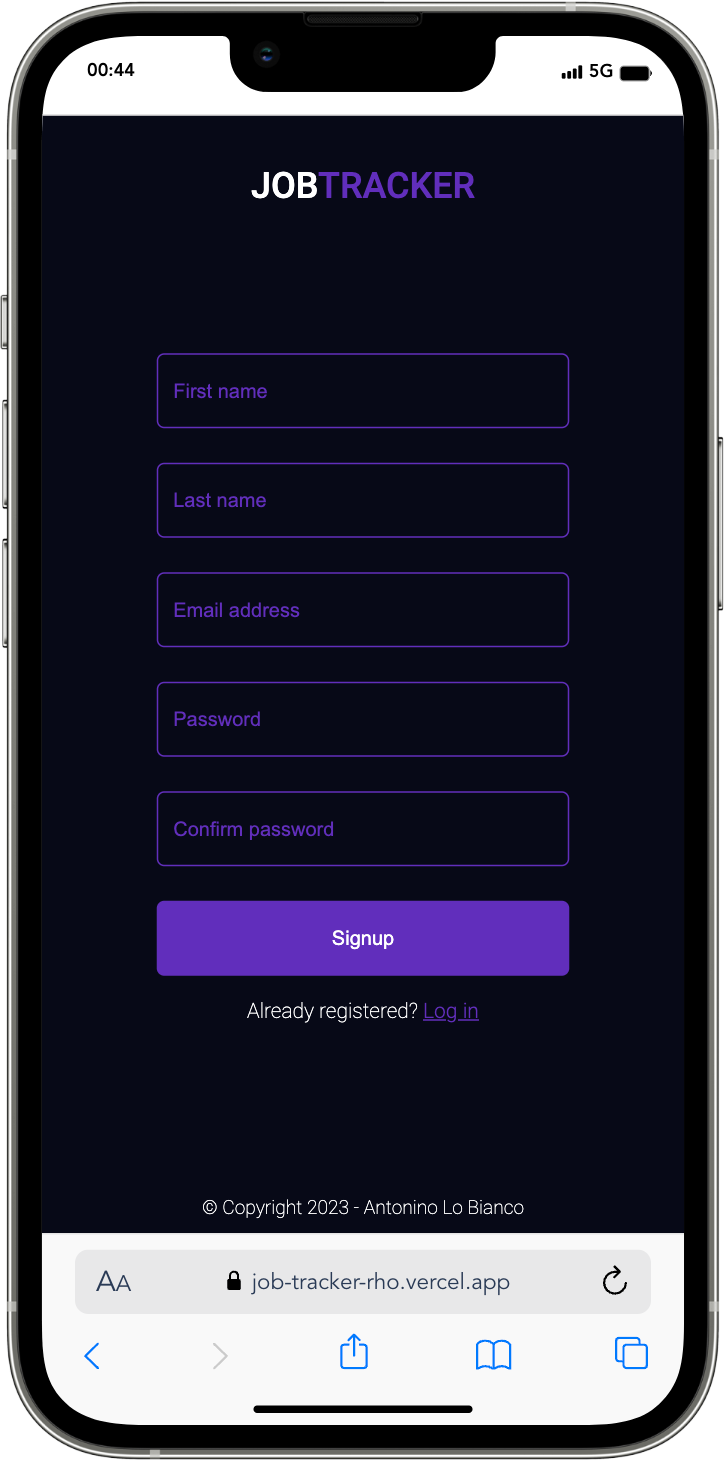 00:44 5G
JOBTRACKER
First name
Last name
Email address
Password
Confirm password
Signup
Already registered? Log in
© Copyright 2023 - Antonino Lo Bianco
AA job-tracker-rho.vercel.app